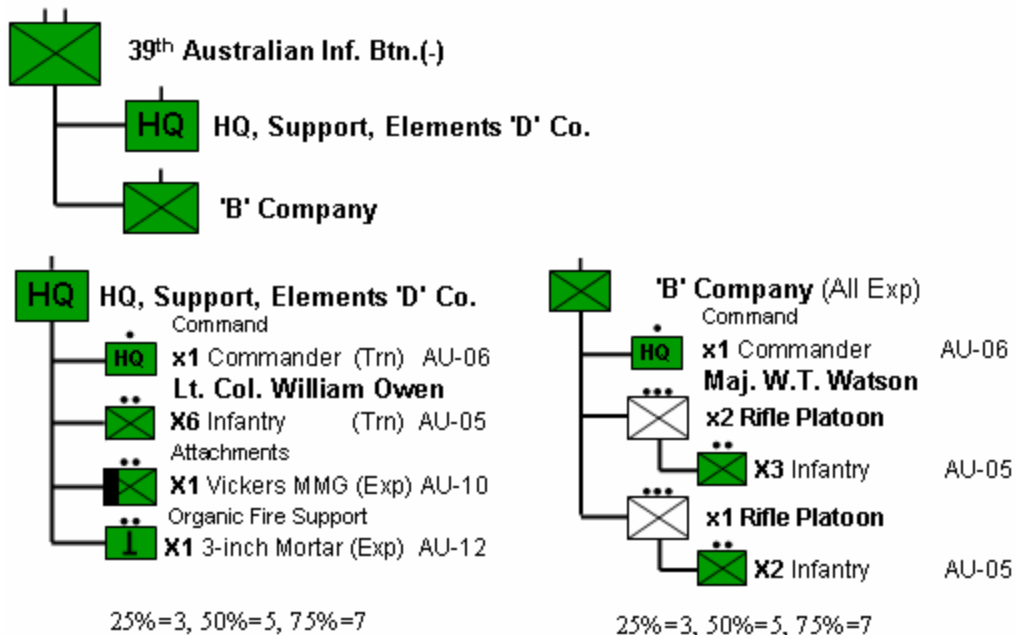 39th Australian Inf. Btn.(-)
HQ HQ, Support, Elements 'D' Co.
'B' Company
HQ HQ, Support, Elements 'D' Co.
Command
HQ x1 Commander (Trn) AU-06
Lt. Col. William Owen
X6 Infantry (Trn) AU-05
Attachments
X1 Vickers MMG (Exp) AU-10
Organic Fire Support
X1 3-inch Mortar (Exp) AU-12
25%=3, 50%=5, 75%=7
'B' Company (All Exp)
Command
HQ x1 Commander AU-06
Maj. W.T. Watson
x2 Rifle Platoon
X3 Infantry AU-05
x1 Rifle Platoon
X2 Infantry AU-05
25%=3, 50%=5, 75%=7